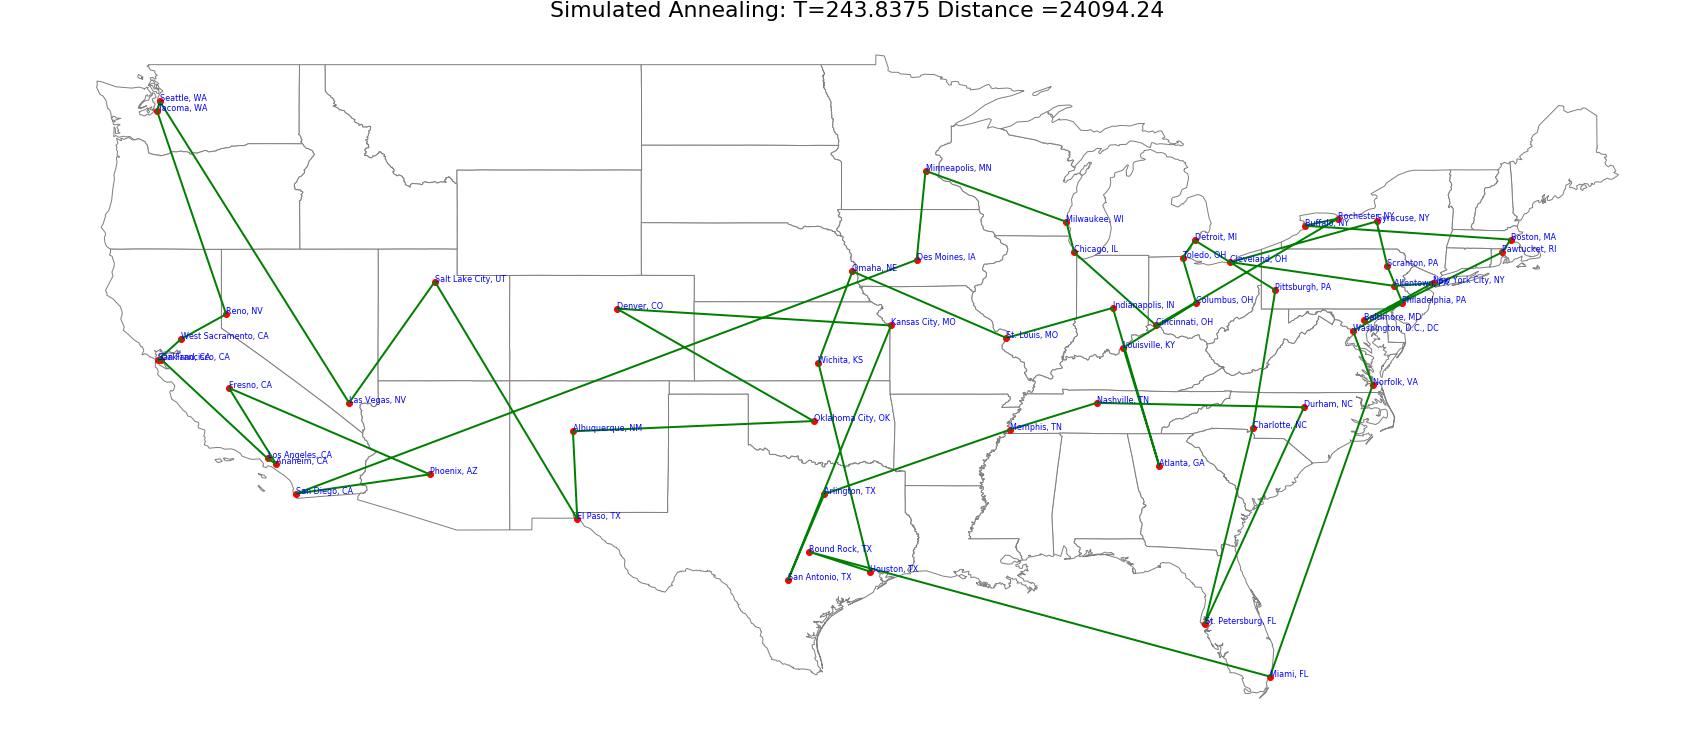 Simulated Annealing: T=243.8375 Distance =24094.24
Seattle, WA
Tacoma, WA
Minneapolis, MN
Milwaukee, WI
Rochester, NY
Syracuse, NY
Buffalo, NY
Detroit, MI
Boston, MA
Chicago, IL
Pawtucket, RI
Toledo, OH
Cleveland, OH
Des Moines, IA
Scranton, PA
Omaha, NE
Salt Lake City, UT
New York City, NY
Pittsburgh, PA
Columbus, OH
Philadelphia, PA
Denver, CO
Indianapolis, IN
Reno, NV
Baltimore, MD
Kansas City, MO
Cincinnati, OH
Washington, D.C., DC
West Sacramento, CA
St. Louis, MO
Louisville, KY
San Francisco, CA
Wichita, KS
Fresno, CA
Norfolk, VA
Las Vegas, NV
Nashville, TN
Durham, NC
Oklahoma City, OK
Albuquerque, NM
Memphis, TN
Charlotte, NC
Los Angeles, CA
Anaheim, CA
Atlanta, GA
Phoenix, AZ
San Diego, CA
Arlington, TX
El Paso, TX
Round Rock, TX
Houston, TX
San Antonio, TX
St. Petersburg, FL
Miami, FL